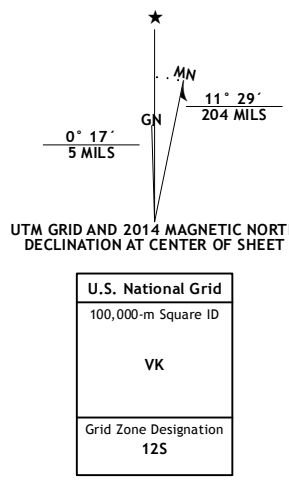 ★
MN
11° 29´
204 MILS
GN
0° 17´
5 MILS
UTM GRID AND 2014 MAGNETIC NORT
DECLINATION AT CENTER OF SHEET
U.S. National Grid
100,000-m Square ID
VK
Grid Zone Designation
12S